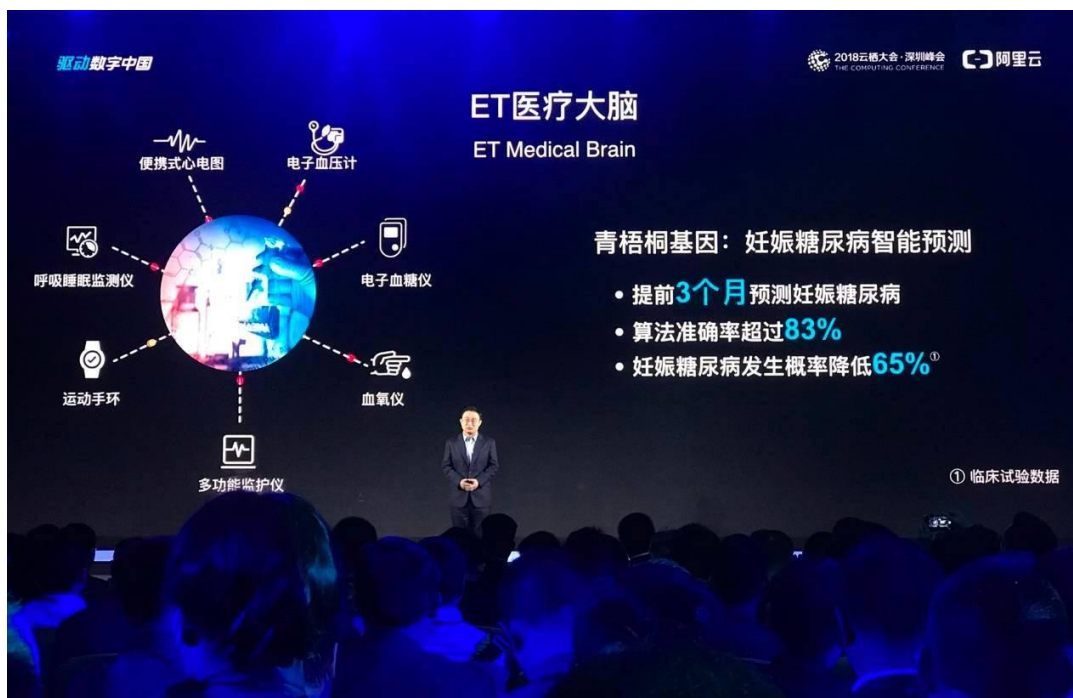 驱动数字中国
2018云栖大会·深圳峰会
THE COMPUTING CONFERENCE
阿里云
ET医疗大脑
ET Medical Brain
便携式心电图
电子血压计
呼吸睡眠监测仪
电子血糖仪
运动手环
血氧仪
多功能监护仪
青梧桐基因：妊娠糖尿病智能预测
• 提前3个月预测妊娠糖尿病
• 算法准确率超过83%
• 妊娠糖尿病发生概率降低65%①
① 临床试验数据